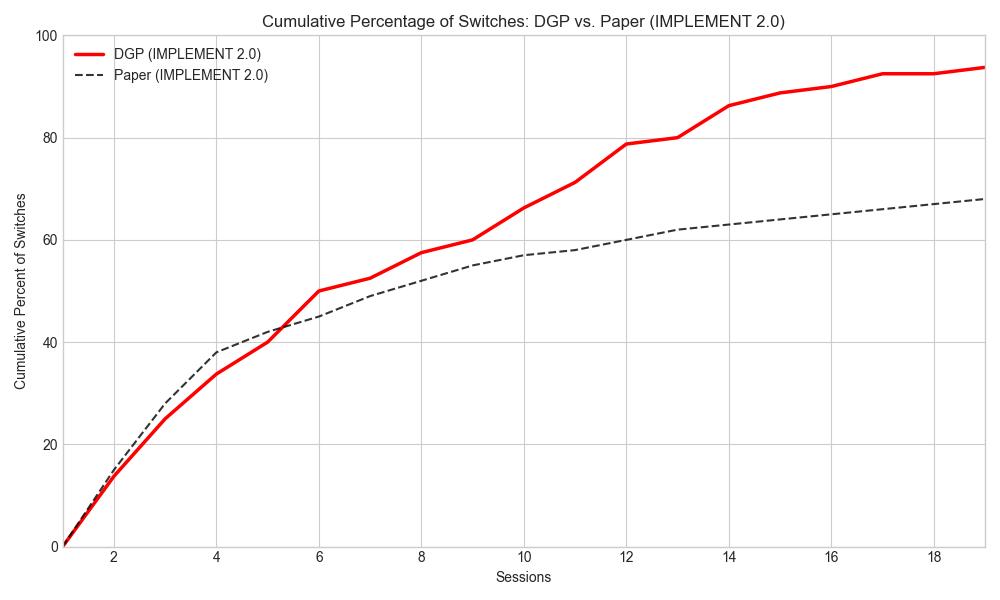 Cumulative Percentage of Switches: DGP vs. Paper (IMPLEMENT 2.0)
DGP (IMPLEMENT 2.0)
Paper (IMPLEMENT 2.0)
Cumulative Percent of Switches
100
80
60
40
20
0
2 4 6 8 10 12 14 16 18
Sessions